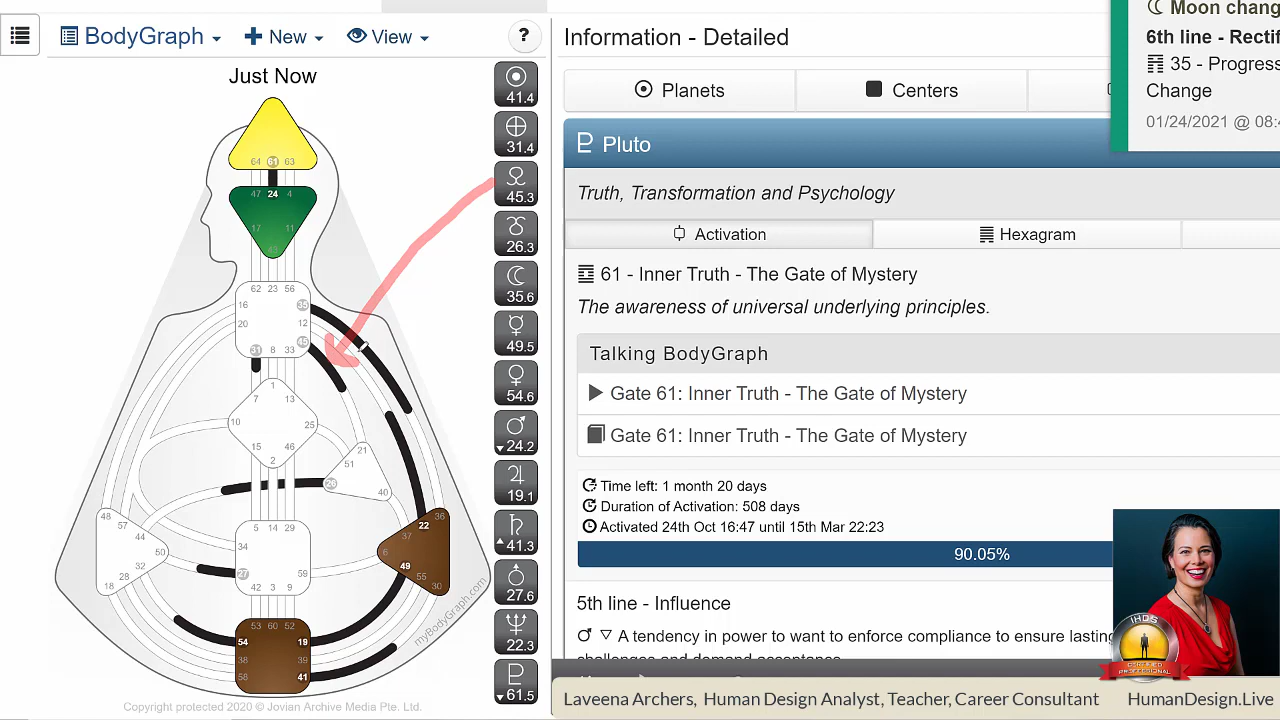 BodyGraph
New
View
?
Just Now
64 61 63
47 24 4
17 11
43
62 23 56
16 35
20 12
45
31 8 33
1
7 13
10 25
15 46
2
21
51
26
40
48
57
44
50
32
28
18
36
22
37
6
49
55
30
5 14 29
34
27 59
42 3 9
53 60 52
54 19
38 39
58 41
myBodyGraph.com
Copyright protected 2020 © Jovian Archive Media Pte. Ltd.
41.4
31.4
45.3
26.3
35.6
49.5
54.6
24.2
19.1
41.3
27.6
22.3
61.5
Information - Detailed
Planets
Centers
Pluto
Truth, Transformation and Psychology
Activation
Hexagram
61 - Inner Truth - The Gate of Mystery
The awareness of universal underlying principles.
Talking BodyGraph
Gate 61: Inner Truth - The Gate of Mystery
Gate 61: Inner Truth - The Gate of Mystery
Time left: 1 month 20 days
Duration of Activation: 508 days
Activated 24th Oct 16:47 until 15th Mar 22:23
90.05%
5th line - Influence
A tendency in power to want to enforce compliance to ensure lasting
Moon chang
6th line - Rectif
35 - Progress
Change
01/24/2021 @ 08:4
IHDS
CERTIFIED
PROFESSIONAL
Laveena Archers, Human Design Analyst, Teacher, Career Consultant
HumanDesign.Live